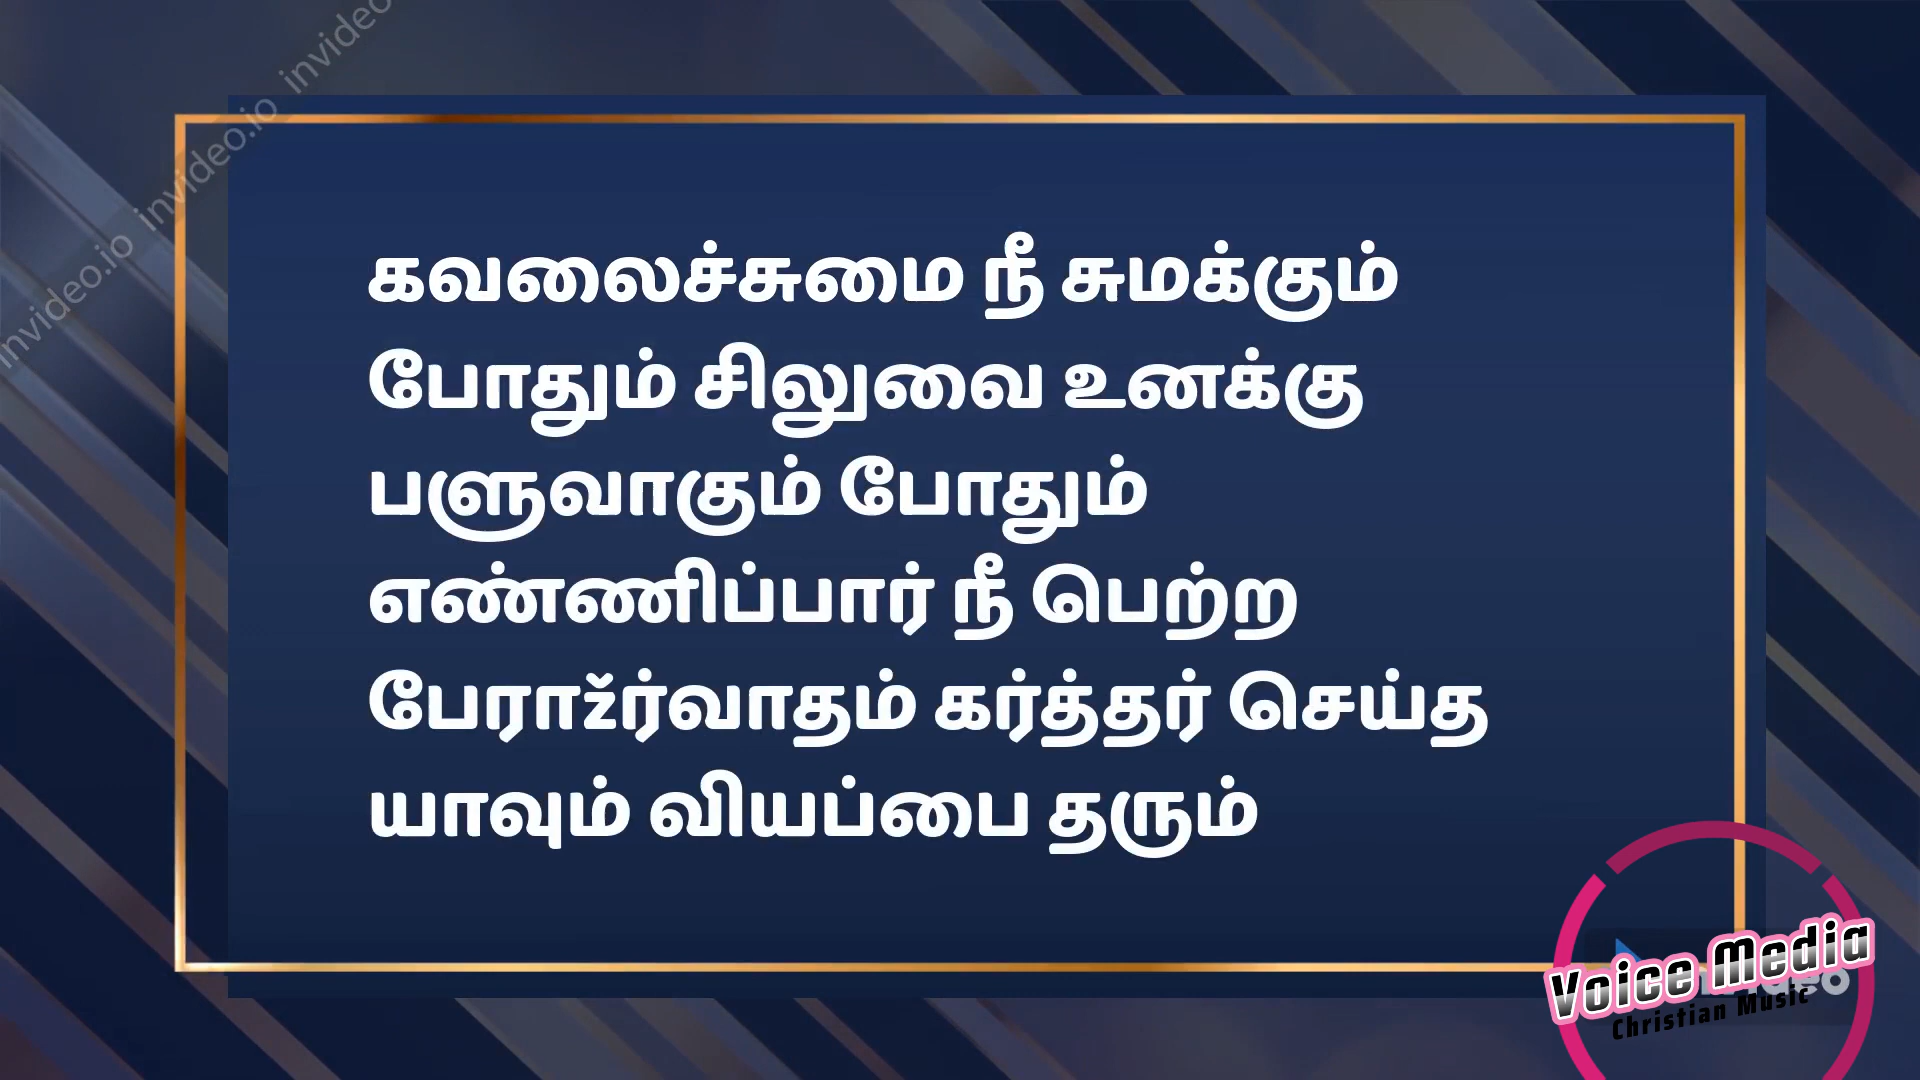 invideo.io invideo.io invideo
கவலைச்சுமை நீ சுமக்கும்
போதும் சிலுவை உனக்கு
பளுவாகும் போதும்
எண்ணிப்பார் நீ பெற்ற
பேராžர்வாதம் கர்த்தர் செய்த
யாவும் வியப்பை தரும்
Voice Media
Christian Music